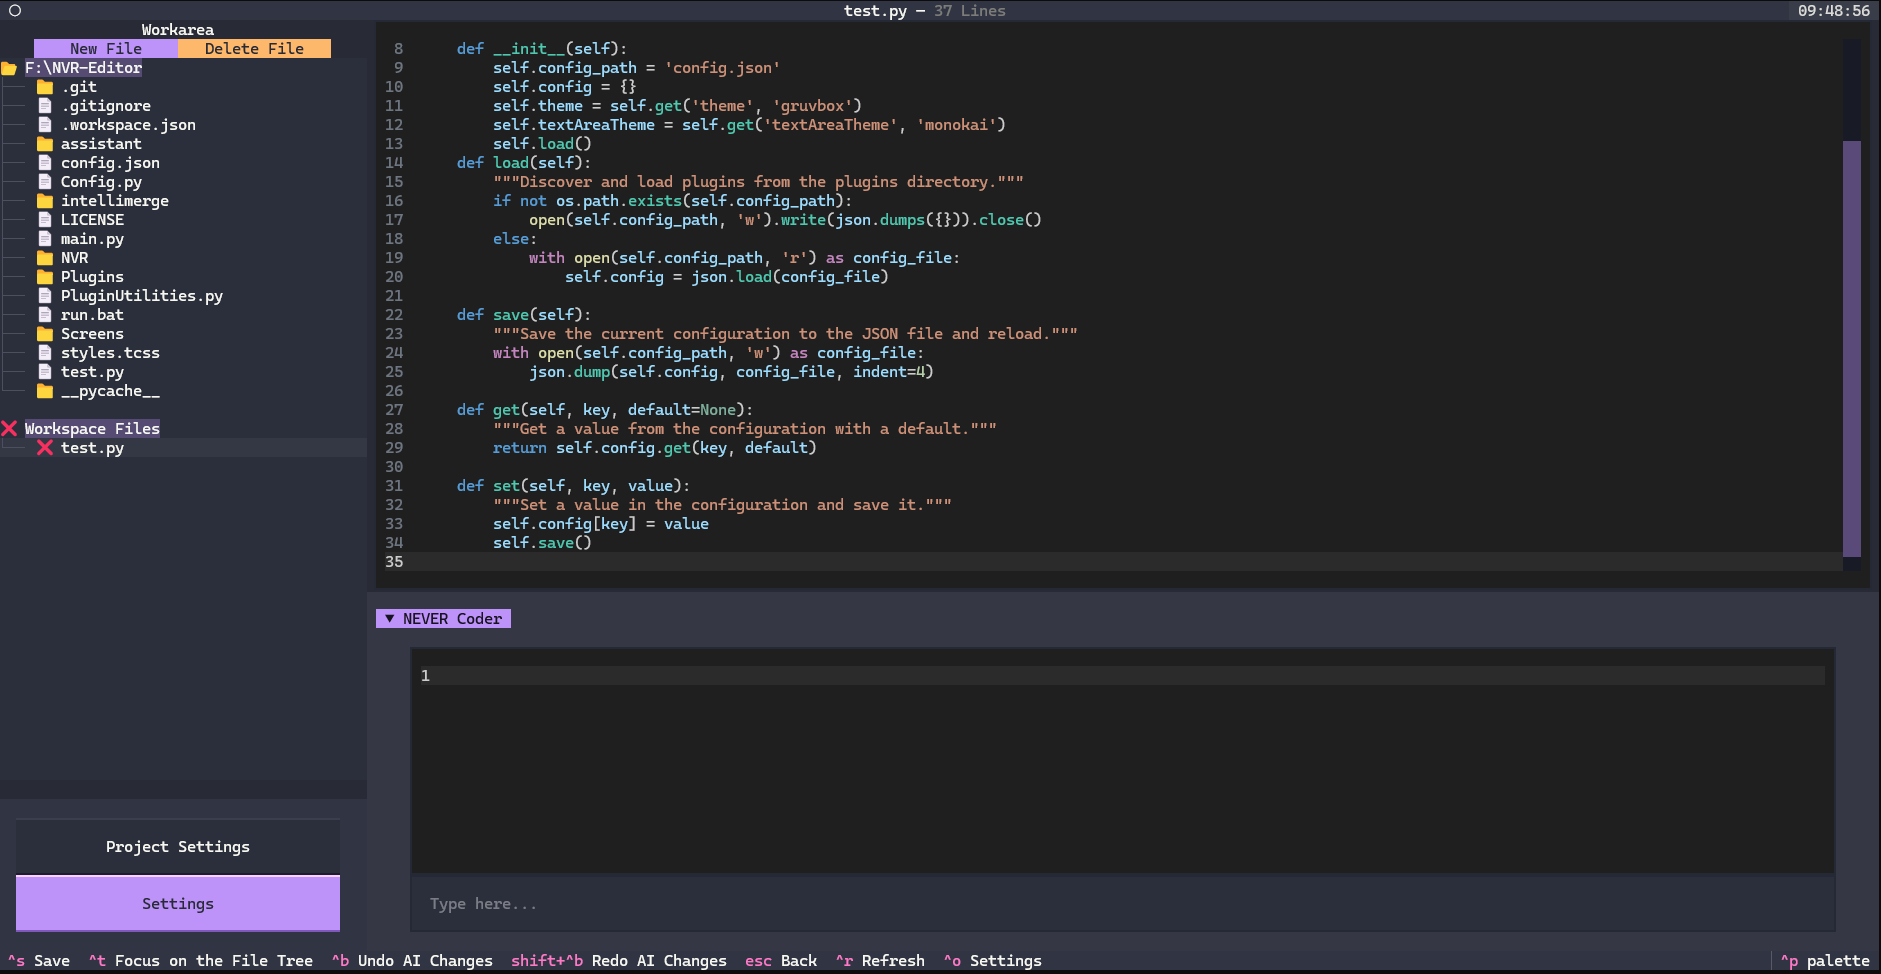 test.py — 37 Lines
09:48:56
Workarea
New File Delete File
F:\NVR-Editor
.git
.gitignore
.workspace.json
assistant
config.json
Config.py
intellimerge
LICENSE
main.py
NVR
Plugins
PluginUtilities.py
run.bat
Screens
styles.tcss
test.py
__pycache__
Workspace Files
test.py
Project Settings
Settings
8     def __init__(self):
9         self.config_path = 'config.json'
10         self.config = {}
11         self.theme = self.get('theme', 'gruvbox')
12         self.textAreaTheme = self.get('textAreaTheme', 'monokai')
13         self.load()
14     def load(self):
15         """Discover and load plugins from the plugins directory."""
16         if not os.path.exists(self.config_path):
17             open(self.config_path, 'w').write(json.dumps({})).close()
18         else:
19             with open(self.config_path, 'r') as config_file:
20                 self.config = json.load(config_file)
21
22     def save(self):
23         """Save the current configuration to the JSON file and reload."""
24         with open(self.config_path, 'w') as config_file:
25             json.dump(self.config, config_file, indent=4)
26
27     def get(self, key, default=None):
28         """Get a value from the configuration with a default."""
29         return self.config.get(key, default)
30
31     def set(self, key, value):
32         """Set a value in the configuration and save it."""
33         self.config[key] = value
34         self.save()
35
▼ NEVER Coder
1
Type here...
^s Save ^t Focus on the File Tree ^b Undo AI Changes shift+^b Redo AI Changes esc Back ^r Refresh ^o Settings ^p palette